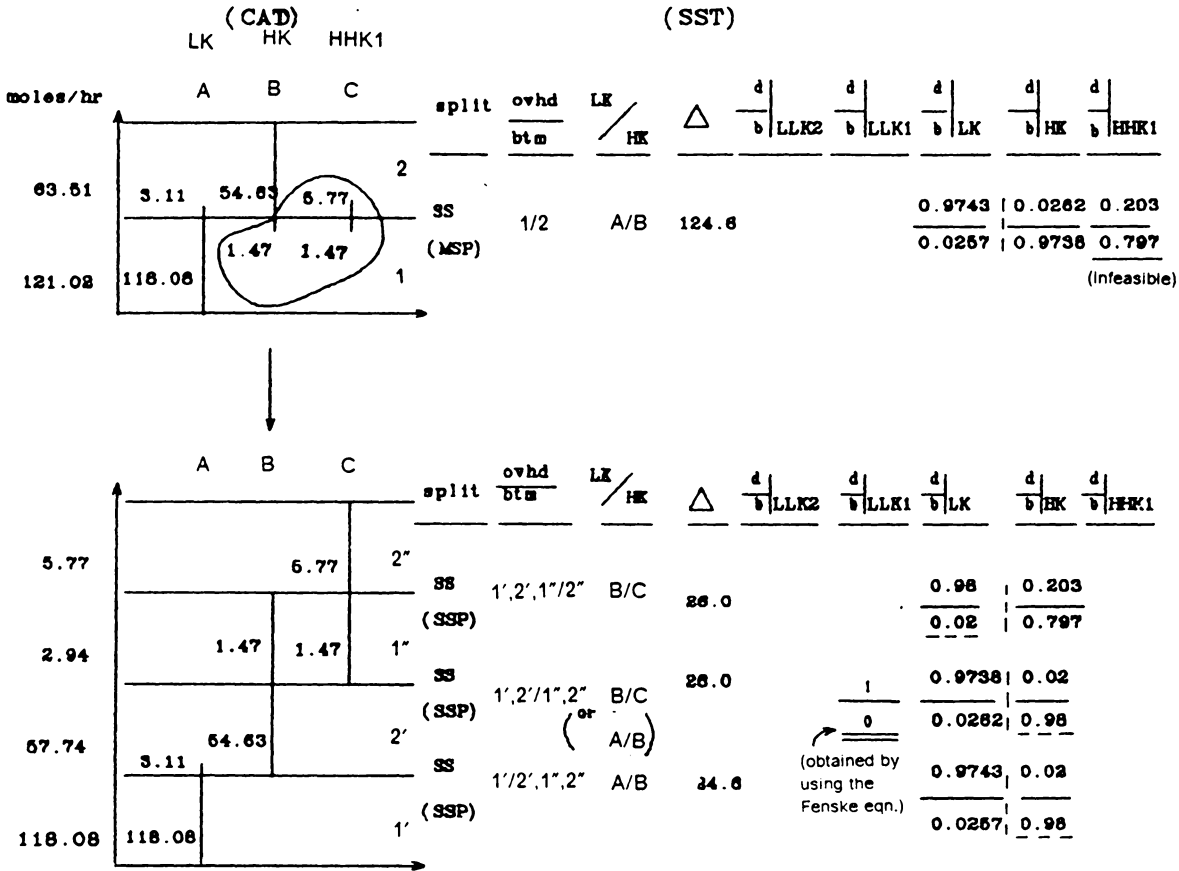 (CAD) (SST)
LK HK HHK1
moles/hr A B C split ovhd/btm LK/HK △ d/b|LLK2 d/b|LLK1 d/b|LK d/b|HK d/b|HHK1
2
63.51 3.11 54.63 5.77 SS 1/2 A/B 124.6 0.9743 0.0262 0.203
(MSP) 0.0257 0.9738 0.797
1.47 1.47
121.02 118.08 1 (Infeasible)
A B C
split ovhd/btm LK/HK △ d/b|LLK2 d/b|LLK1 d/b|LK d/b|HK d/b|HHK1
5.77 5.77 2″
SS 1′,2′,1″/2″ B/C 26.0 0.98 0.203
(SSP) 0.02 0.797
2.94 1.47 1.47 1″
SS 1′,2′/1″,2″ B/C 26.0 1 0.9738 0.02
(SSP) (or A/B) 0 0.0262 0.98
57.74 54.63 2′
3.11 SS 1′/2′,1″,2″ A/B 0.9743 0.02
(SSP) 0.0257 0.98
(obtained by
using the
Fenske eqn.)
118.08 118.08 1′